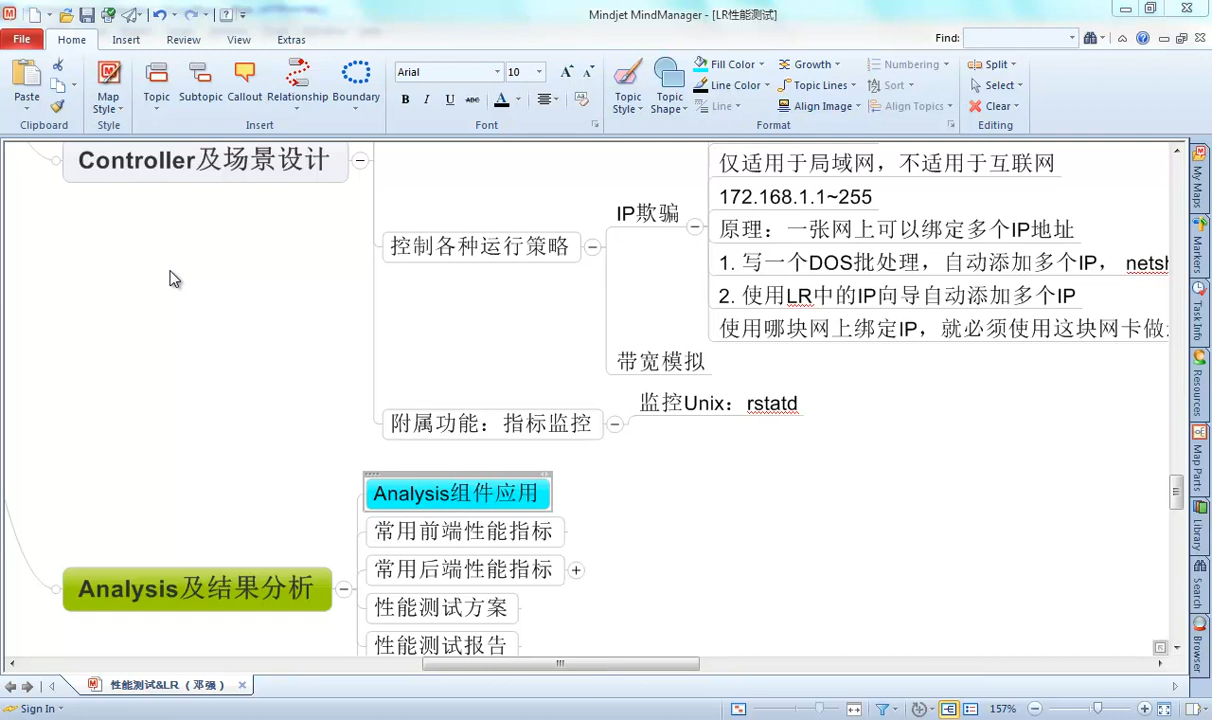 Mindjet MindManager - [LR性能测试]
File
Home
Insert
Review
View
Extras
Find:
Paste
Clipboard
Map Style
Style
Topic
Subtopic
Callout
Relationship
Boundary
Insert
Arial
10
B
I
U
abc
A
Font
Topic Style
Topic Shape
Fill Color
Line Color
Line
Growth
Topic Lines
Align Image
Numbering
Sort
Align Topics
Format
Split
Select
Clear
Editing
Controller及场景设计
控制各种运行策略
IP欺骗
仅适用于局域网，不适用于互联网
172.168.1.1~255
原理：一张网上可以绑定多个IP地址
1. 写一个DOS批处理，自动添加多个IP， netsh
2. 使用LR中的IP向导自动添加多个IP
使用哪块网上绑定IP，就必须使用这块网卡做
带宽模拟
附属功能：指标监控
监控Unix：rstatd
Analysis及结果分析
Analysis组件应用
常用前端性能指标
常用后端性能指标
性能测试方案
性能测试报告
My Maps
Markers
Task Info
Resources
Map Parts
Library
Search
Browser
性能测试&LR （邓强）
Sign In
157%